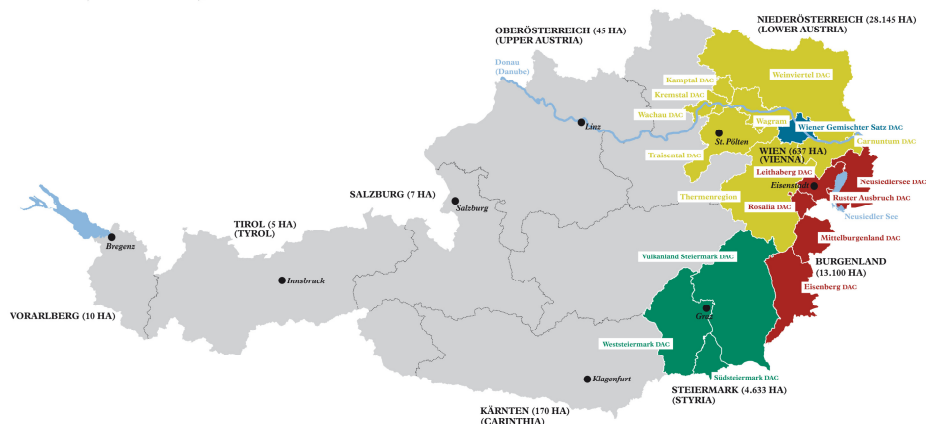 NIEDERÖSTERREICH (28.145 HA)
(LOWER AUSTRIA)
OBERÖSTERREICH (45 HA)
(UPPER AUSTRIA)
Donau
(Danube)
Weinviertel DAC
Kamptal DAC
Kremstal DAC
Wachau DAC
Wagram
Linz
St. Pölten
Wiener Gemischter Satz DAC
Carnuntum DAC
Traisental DAC
WIEN (637 HA)
(VIENNA)
Leithaberg DAC
Eisenstadt
Neusiedlersee DAC
SALZBURG (7 HA)
Salzburg
Thermenregion
Rosalia DAC
Ruster Ausbruch DAC
Neusiedler See
TIROL (5 HA)
(TYROL)
Bregenz
Mittelburgenland DAC
Vulkanland Steiermark DAC
BURGENLAND
(13.100 HA)
Innsbruck
Eisenberg DAC
VORARLBERG (10 HA)
Graz
Weststeiermark DAC
Klagenfurt
Südsteiermark DAC
STEIERMARK (4.633 HA)
(STYRIA)
KÄRNTEN (170 HA)
(CARINTHIA)